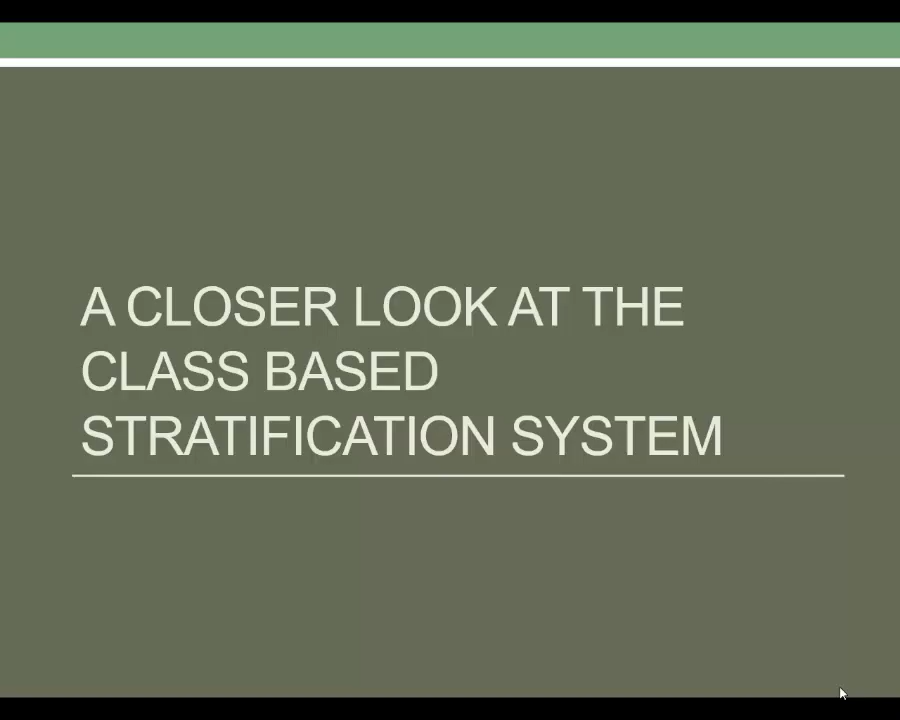 A CLOSER LOOK AT THE
CLASS BASED
STRATIFICATION SYSTEM